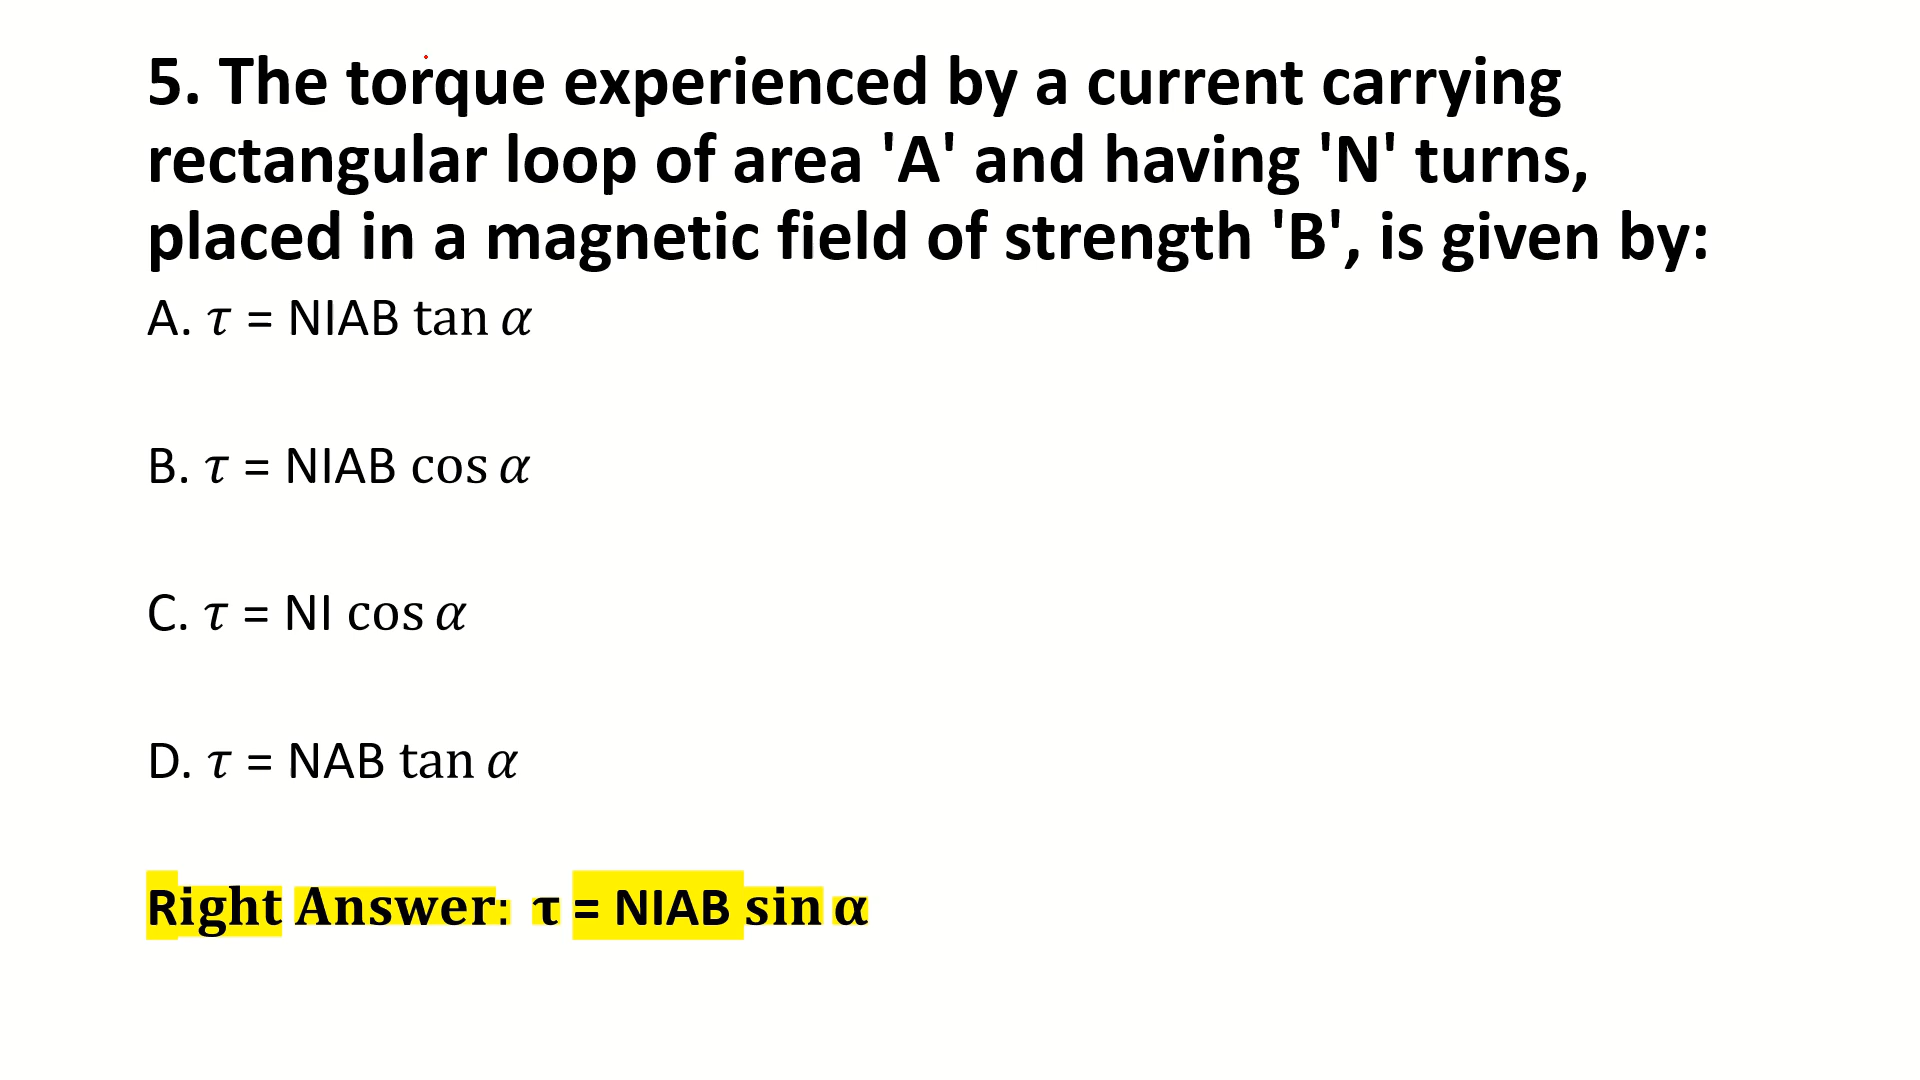 5. The torque experienced by a current carrying
rectangular loop of area 'A' and having 'N' turns,
placed in a magnetic field of strength 'B', is given by:
A. τ = NIAB tan α
B. τ = NIAB cos α
C. τ = NI cos α
D. τ = NAB tan α
Right Answer: τ = NIAB sin α